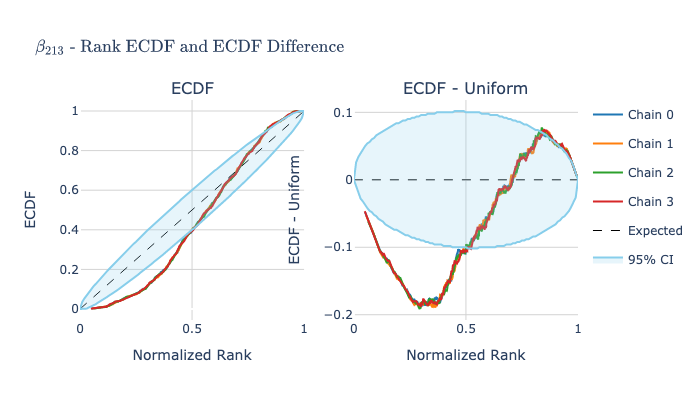 β213 - Rank ECDF and ECDF Difference
ECDF
ECDF - Uniform
1
0.8
0.6
0.4
0.2
0
0
0.5
1
ECDF
Normalized Rank
0.1
0
−0.1
−0.2
0
0.5
1
ECDF - Uniform
Normalized Rank
Chain 0
Chain 1
Chain 2
Chain 3
Expected
95% CI